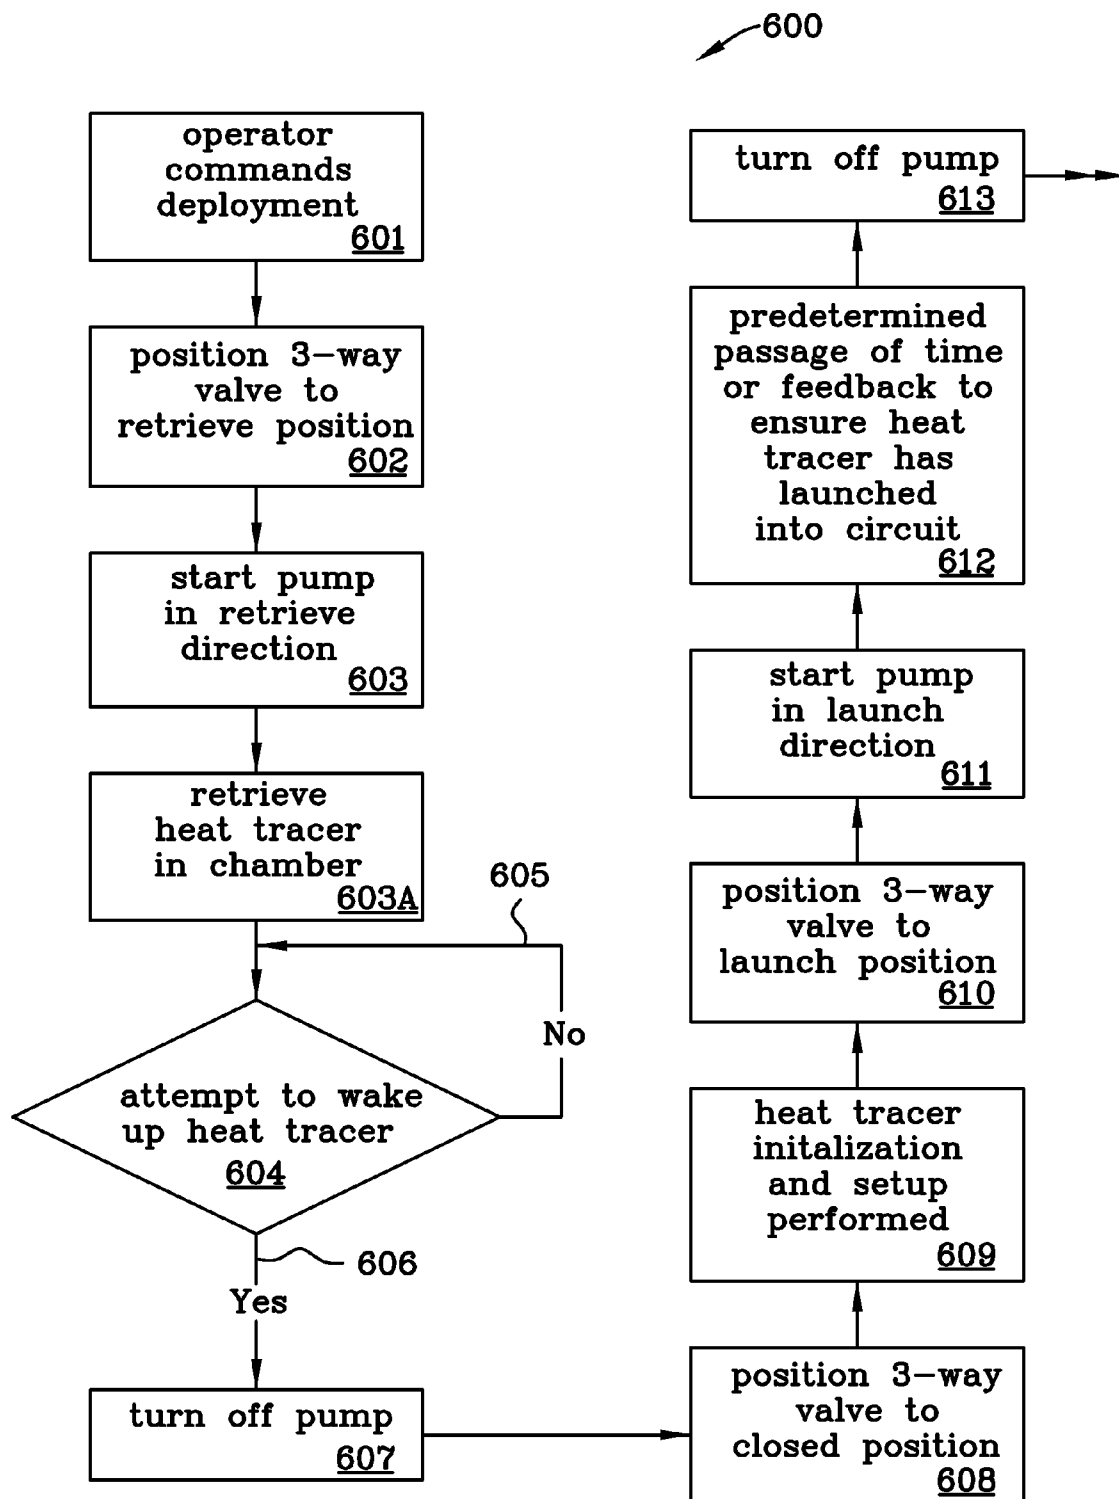 600
operator
commands
deployment
601
position 3-way
valve to
retrieve position
602
start pump
in retrieve
direction
603
retrieve
heat tracer
in chamber
603A
605
No
attempt to wake
up heat tracer
604
606
Yes
turn off pump
607
position 3-way
valve to
closed position
608
heat tracer
initalization
and setup
performed
609
position 3-way
valve to
launch position
610
start pump
in launch
direction
611
predetermined
passage of time
or feedback to
ensure heat
tracer has
launched
into circuit
612
turn off pump
613